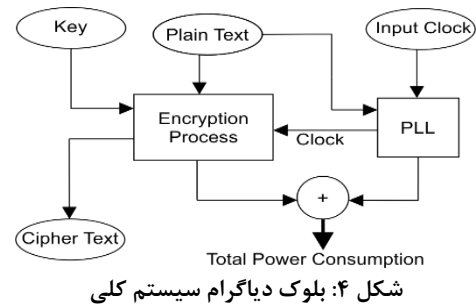 Key
Plain Text
Input Clock
Encryption
Process
Clock
PLL
+
Cipher Text
Total Power Consumption
شکل ۴: بلوک دیاگرام سیستم کلی